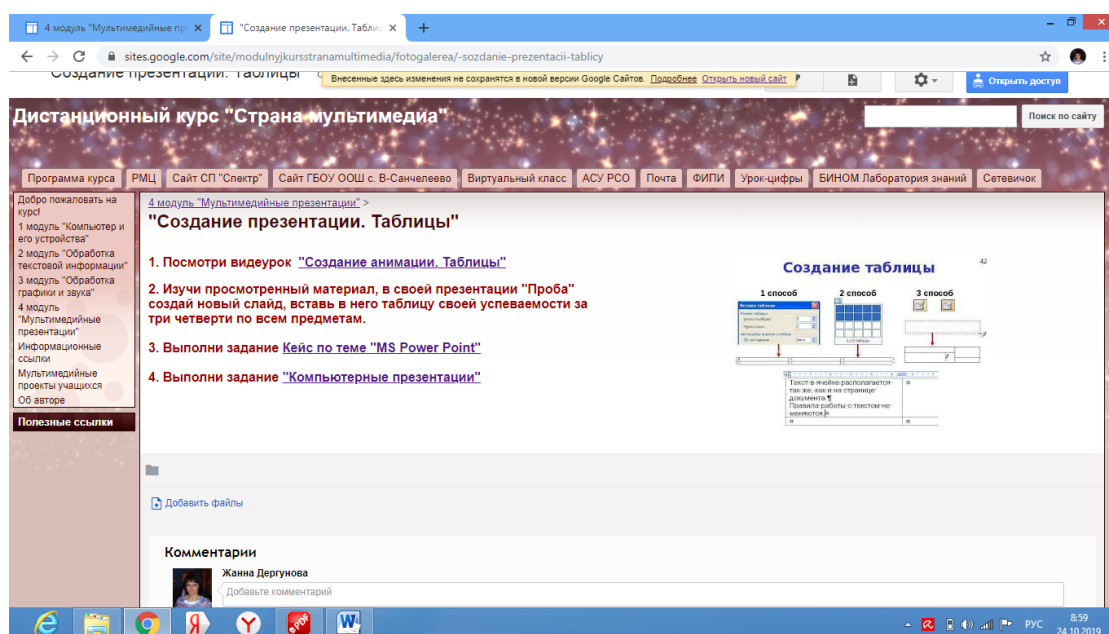 4 модуль "Мультимедийные пр
"Создание презентации. Табли
sites.google.com/site/modulnyjkursstranamultimedia/fotogalerea/-sozdanie-prezentacii-tablicy
Создание презентации. Таблицы
Внесенные здесь изменения не сохранятся в новой версии Google Сайтов. Подробнее Открыть новый сайт
Открыть доступ
Дистанционный курс "Страна мультимедиа"
Поиск по сайту
Программа курса РМЦ Сайт СП "Спектр" Сайт ГБОУ ООШ с. В-Санчелеево Виртуальный класс АСУ РСО Почта ФИПИ Урок-цифры БИНОМ Лаборатория знаний Сетевичок
Добро пожаловать на
курс!
1 модуль "Компьютер и
его устройства"
2 модуль "Обработка
текстовой информации"
3 модуль "Обработка
графики и звука"
4 модуль
"Мультимедийные
презентации"
Информационные
ссылки
Мультимедийные
проекты учащихся
Об авторе
Полезные ссылки
4 модуль "Мультимедийные презентации" >
"Создание презентации. Таблицы"
1. Посмотри видеурок "Создание анимации. Таблицы"
2. Изучи просмотренный материал, в своей презентации "Проба"
создай новый слайд, вставь в него таблицу своей успеваемости за
три четверти по всем предметам.
3. Выполни задание Кейс по теме "MS Power Point"
4. Выполни задание "Компьютерные презентации"
Создание таблицы
42
1 способ 2 способ 3 способ
Текст в ячейке располагается
так же, как и на странице
документа.¶
Правила работы с текстом не
меняются.¤
Добавить файлы
Комментарии
Жанна Дергунова
Добавьте комментарий
РУС
8:59
24.10.2019